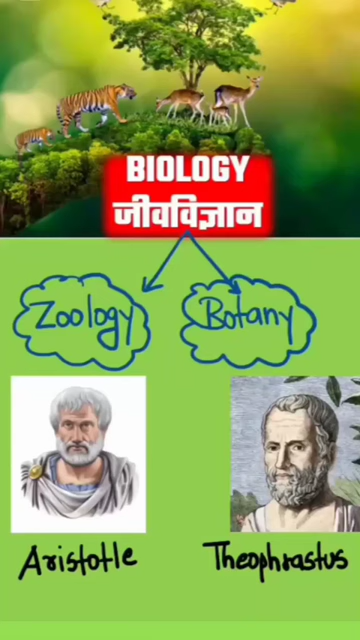 BIOLOGY
जीवविज्ञान
Zoology
Botany
Aristotle
Theophrastus